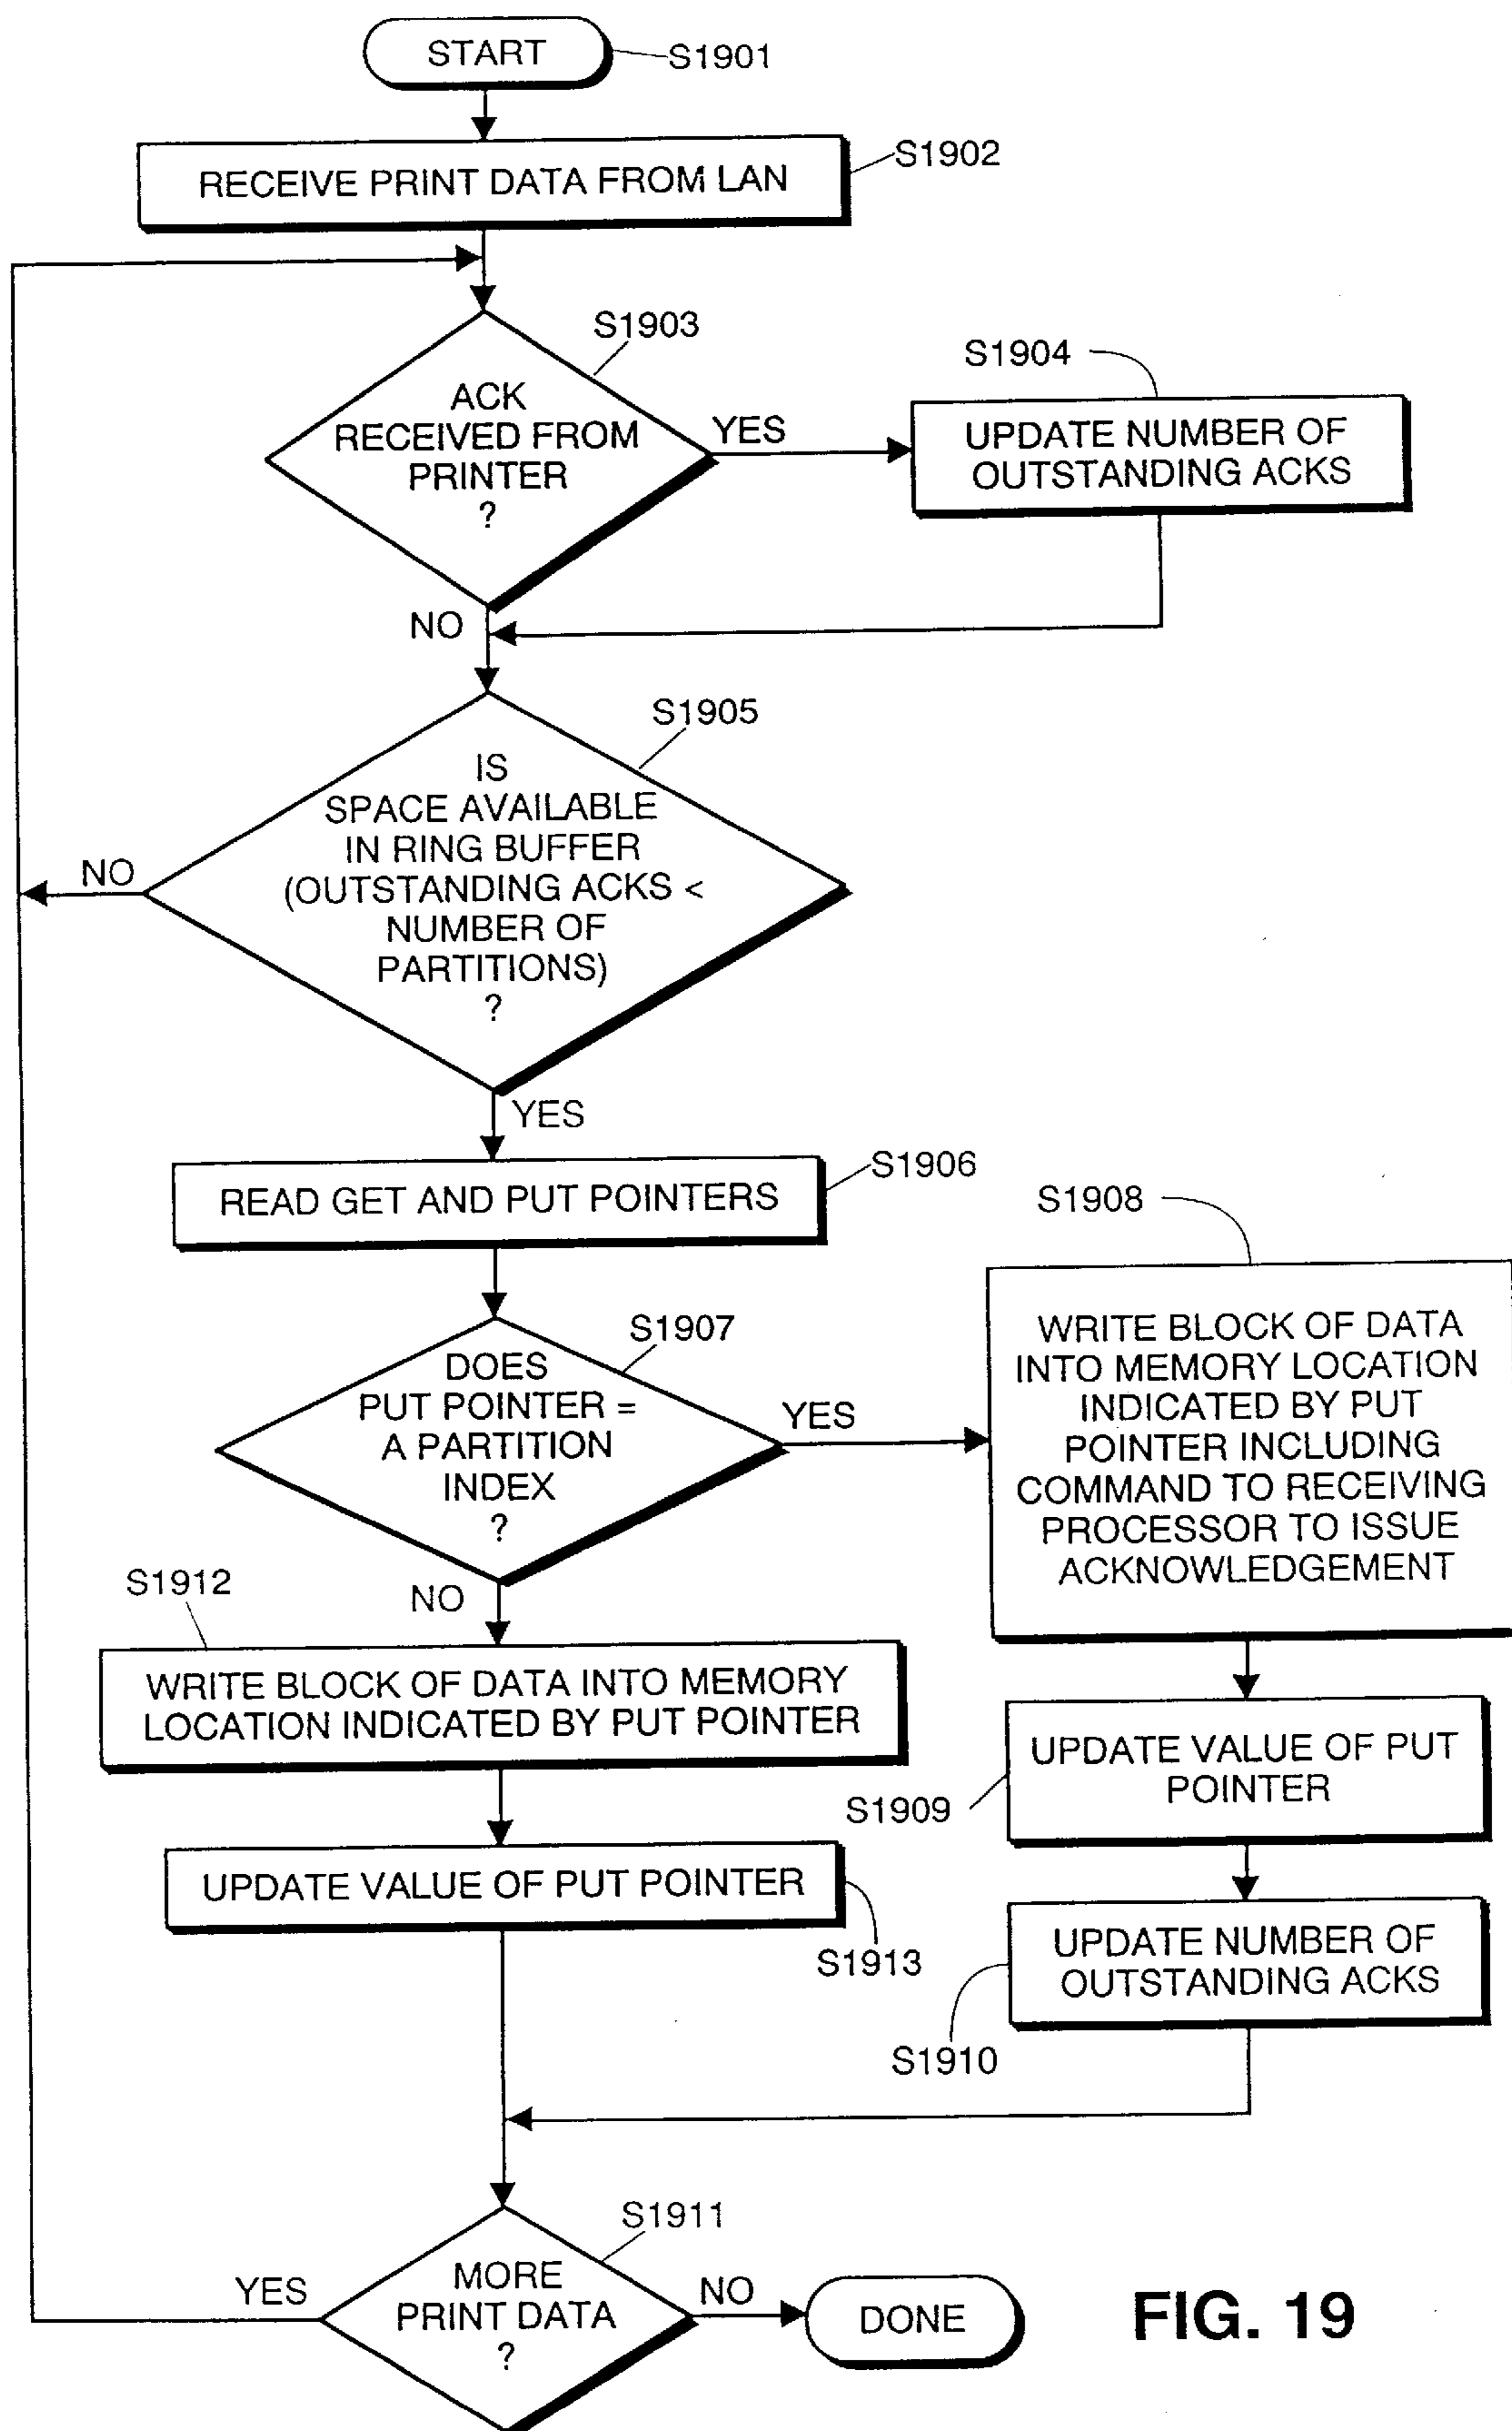 START
S1901
RECEIVE PRINT DATA FROM LAN
S1902
S1903
ACK
RECEIVED FROM
PRINTER
?
YES
NO
S1904
UPDATE NUMBER OF
OUTSTANDING ACKS
S1905
IS
SPACE AVAILABLE
IN RING BUFFER
(OUTSTANDING ACKS <
NUMBER OF
PARTITIONS)
?
NO
YES
READ GET AND PUT POINTERS
S1906
S1907
DOES
PUT POINTER =
A PARTITION
INDEX
?
YES
NO
S1908
WRITE BLOCK OF DATA
INTO MEMORY LOCATION
INDICATED BY PUT
POINTER INCLUDING
COMMAND TO RECEIVING
PROCESSOR TO ISSUE
ACKNOWLEDGEMENT
S1912
WRITE BLOCK OF DATA INTO MEMORY
LOCATION INDICATED BY PUT POINTER
UPDATE VALUE OF PUT
POINTER
S1909
UPDATE VALUE OF PUT POINTER
S1913
UPDATE NUMBER OF
OUTSTANDING ACKS
S1910
S1911
MORE
PRINT DATA
?
YES
NO
DONE
FIG. 19